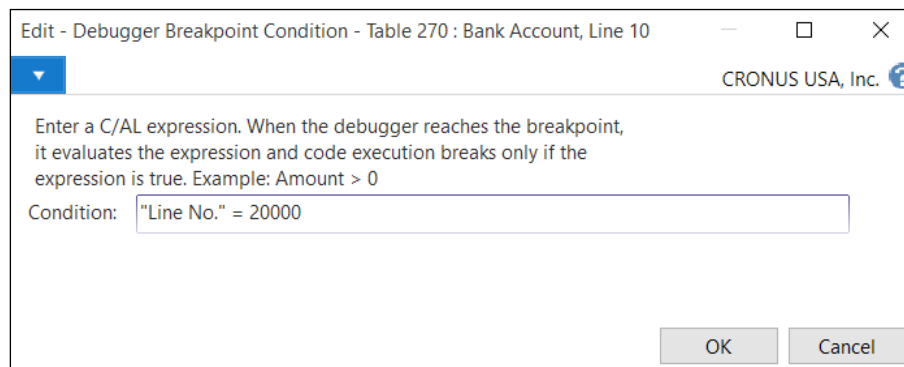 Edit - Debugger Breakpoint Condition - Table 270 : Bank Account, Line 10
CRONUS USA, Inc. ?
Enter a C/AL expression. When the debugger reaches the breakpoint,
it evaluates the expression and code execution breaks only if the
expression is true. Example: Amount > 0
Condition: "Line No." = 20000
OK Cancel